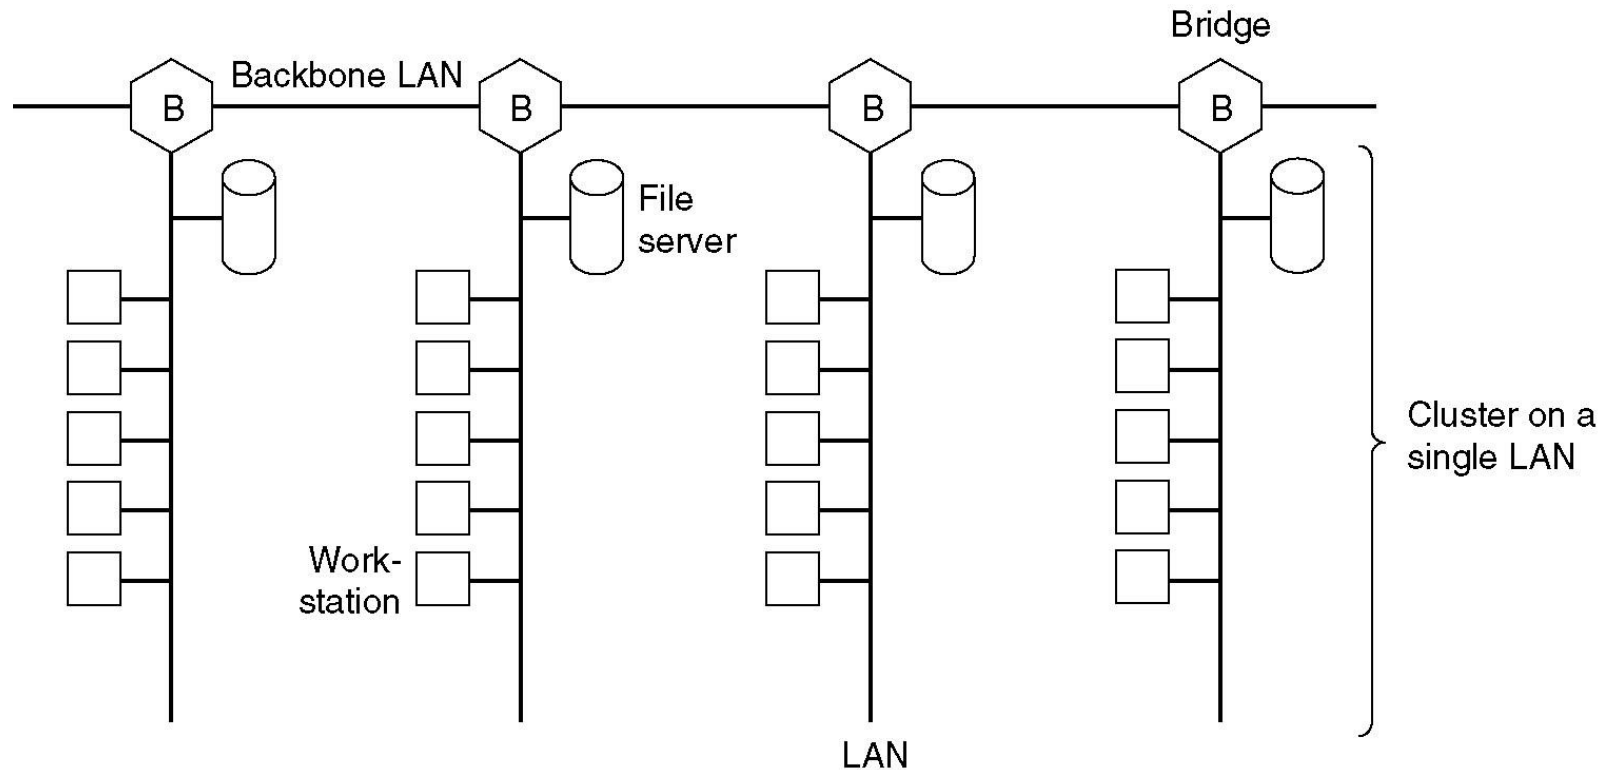 Bridge
Backbone LAN
B
B
B
B
File
server
Work-
station
Cluster on a
single LAN
LAN